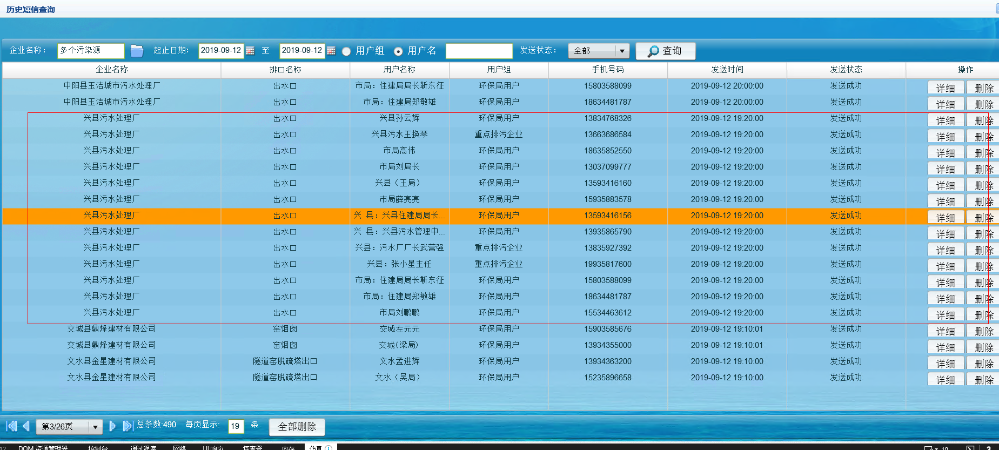 历史短信查询
企业名称： 多个污染源 起止日期: 2019-09-12 至 2019-09-12 用户组 用户名 发送状态： 全部 查询
企业名称 排口名称 用户名称 用户组 手机号码 发送时间 发送状态 操作
中阳县玉洁城市污水处理厂 出水口 市局：住建局局长靳东征 环保局用户 15803588099 2019-09-12 20:00:00 发送成功 详细 删除
中阳县玉洁城市污水处理厂 出水口 市局：住建局郑敏雄 环保局用户 18634481787 2019-09-12 20:00:00 发送成功 详细 删除
兴县污水处理厂 出水口 兴县孙云辉 环保局用户 13834768326 2019-09-12 19:20:00 发送成功 详细 删除
兴县污水处理厂 出水口 兴县污水王换琴 重点排污企业 13663686584 2019-09-12 19:20:00 发送成功 详细 删除
兴县污水处理厂 出水口 市局高伟 环保局用户 18635852550 2019-09-12 19:20:00 发送成功 详细 删除
兴县污水处理厂 出水口 市局刘局长 环保局用户 13037099777 2019-09-12 19:20:00 发送成功 详细 删除
兴县污水处理厂 出水口 兴县（王局） 环保局用户 13593416160 2019-09-12 19:20:00 发送成功 详细 删除
兴县污水处理厂 出水口 市局薛亮亮 环保局用户 15935883578 2019-09-12 19:20:00 发送成功 详细 删除
兴县污水处理厂 出水口 兴 县：兴县住建局局长... 环保局用户 13593416156 2019-09-12 19:20:00 发送成功 详细 删除
兴县污水处理厂 出水口 兴 县：兴县污水管理中... 环保局用户 13935865790 2019-09-12 19:20:00 发送成功 详细 删除
兴县污水处理厂 出水口 兴县：污水厂厂长武营强 重点排污企业 13835927392 2019-09-12 19:20:00 发送成功 详细 删除
兴县污水处理厂 出水口 兴县：张小星主任 重点排污企业 19935817600 2019-09-12 19:20:00 发送成功 详细 删除
兴县污水处理厂 出水口 市局：住建局局长靳东征 环保局用户 15803588099 2019-09-12 19:20:00 发送成功 详细 删除
兴县污水处理厂 出水口 市局：住建局郑敏雄 环保局用户 18634481787 2019-09-12 19:20:00 发送成功 详细 删除
兴县污水处理厂 出水口 市局刘鹏鹏 环保局用户 15534463612 2019-09-12 19:20:00 发送成功 详细 删除
交城县鼎烽建材有限公司 窑烟囱 交城左元元 环保局用户 15903585676 2019-09-12 19:10:01 发送成功 详细 删除
交城县鼎烽建材有限公司 窑烟囱 交城(梁局) 环保局用户 13934355000 2019-09-12 19:10:01 发送成功 详细 删除
文水县金星建材有限公司 隧道窑脱硫塔出口 文水孟进辉 环保局用户 13934363200 2019-09-12 19:10:00 发送成功 详细 删除
文水县金星建材有限公司 隧道窑脱硫塔出口 文水（吴局） 环保局用户 15235896658 2019-09-12 19:10:00 发送成功 详细 删除
第3/26页 总条数:490 每页显示: 19 条 全部删除
12 DOM 资源管理器 控制台 调试程序 网络 UI 响应 探查器 内存 仿真 10 2